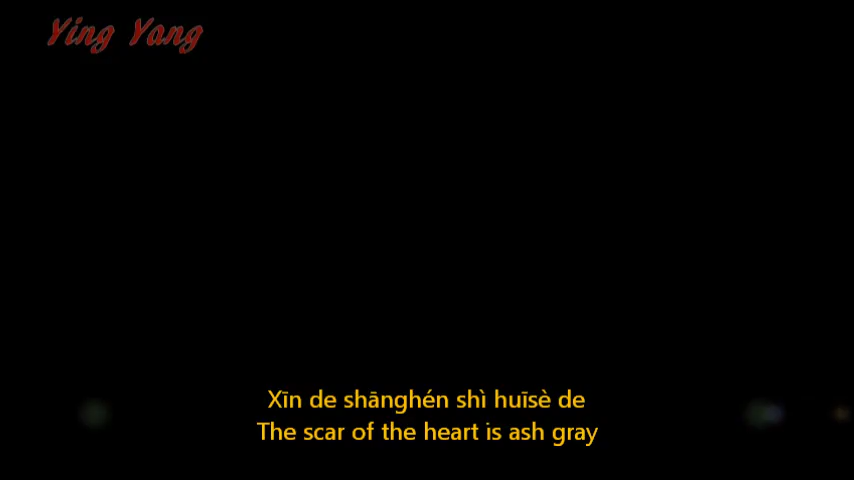 Ying Yang
Xīn de shānghén shì huīsè de
The scar of the heart is ash gray